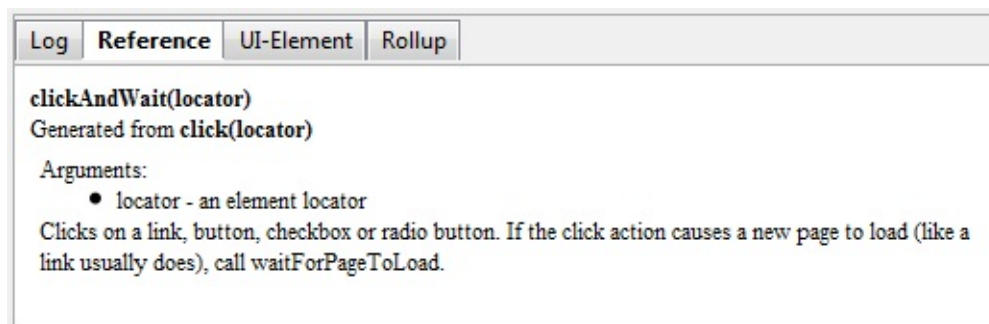 Log Reference UI-Element Rollup
clickAndWait(locator)
Generated from click(locator)
Arguments:
● locator - an element locator
Clicks on a link, button, checkbox or radio button. If the click action causes a new page to load (like a
link usually does), call waitForPageToLoad.